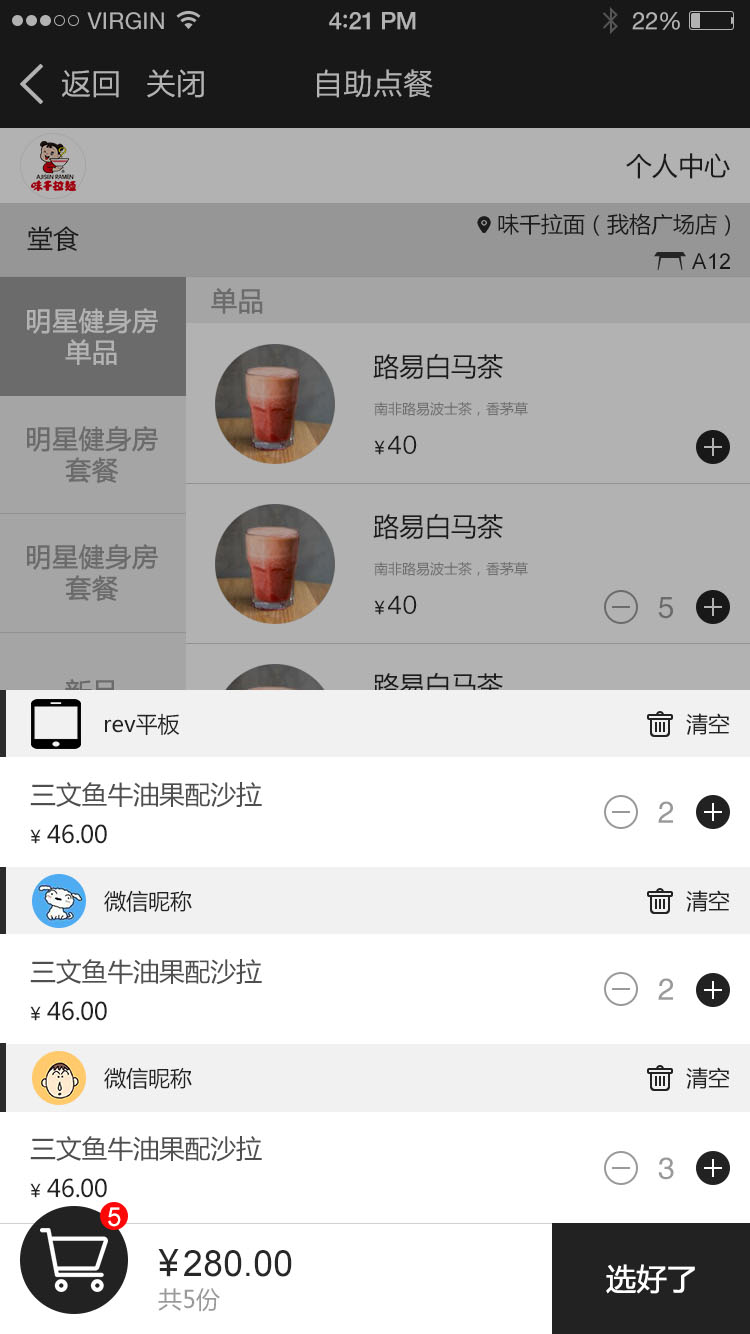 VIRGIN 4:21 PM 22%
返回 关闭 自助点餐
AJISEN RAMEN
味千拉麺
个人中心
堂食
味千拉面（我格广场店）
A12
明星健身房
单品
明星健身房
套餐
明星健身房
套餐
新品
单品
路易白马茶
南非路易波士茶，香茅草
¥40
路易白马茶
南非路易波士茶，香茅草
¥40
5
路易白马茶
rev平板 清空
三文鱼牛油果配沙拉
¥ 46.00
2
微信昵称 清空
三文鱼牛油果配沙拉
¥ 46.00
2
微信昵称 清空
三文鱼牛油果配沙拉
¥ 46.00
3
5
¥280.00
共5份
选好了